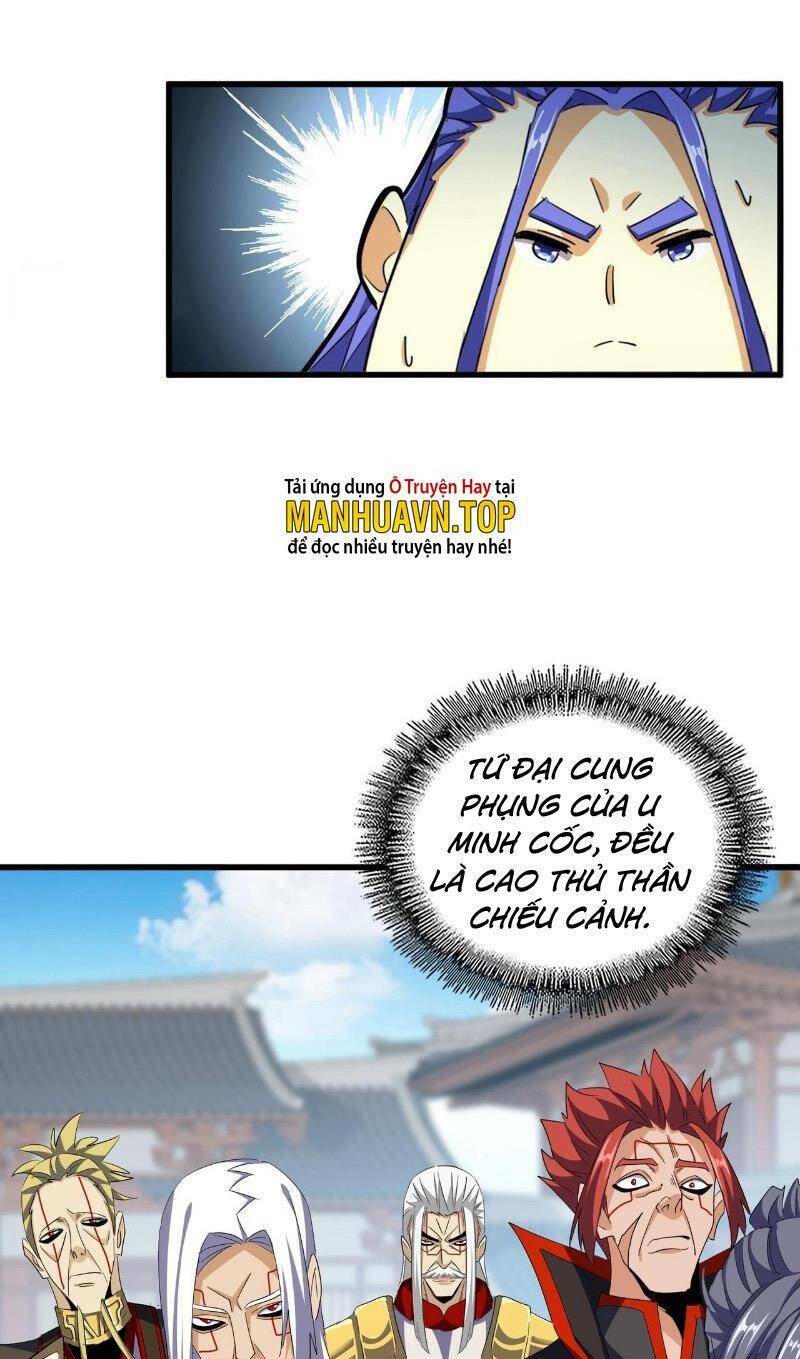 Tải ứng dụng Ô Truyện Hay tại
MANHUAVN.TOP
để đọc nhiều truyện hay nhé!
TỨ ĐẠI CUNG
PHỤNG CỦA U
MINH CỐC, ĐỀU
LÀ CAO THỦ THẦN
CHIẾU CẢNH.